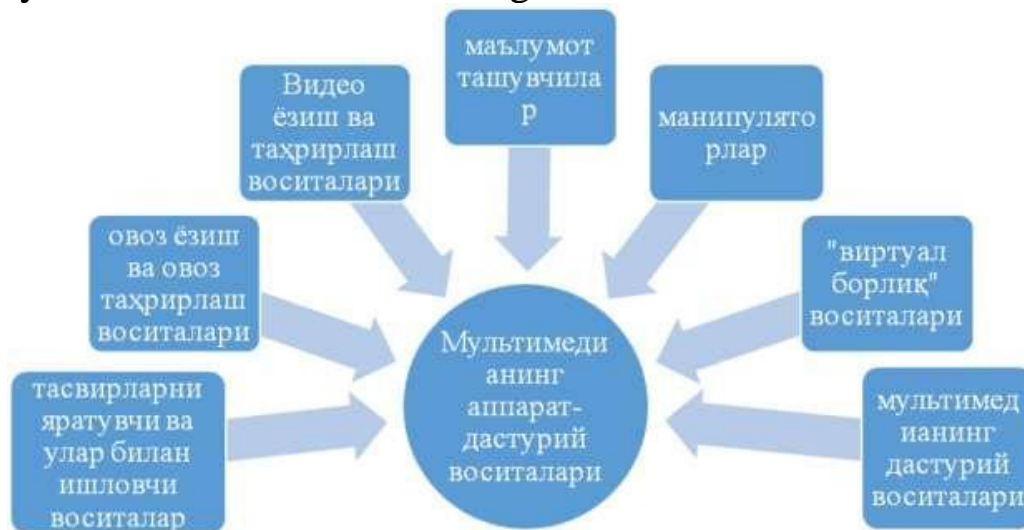 тасвирларни
яратувчи ва
улар билан
ишловчи
воситалар
овоз ёзиш
ва овоз
таҳрирлаш
воситалари
Видео
ёзиш ва
таҳрирлаш
воситалари
маълумот
ташувчила
р
манипулято
рлар
"виртуал
борлиқ"
воситалари
мультимед
ианинг
дастурий
воситалари
Мультимеди
анинг
аппарат-
дастурий
воситалари